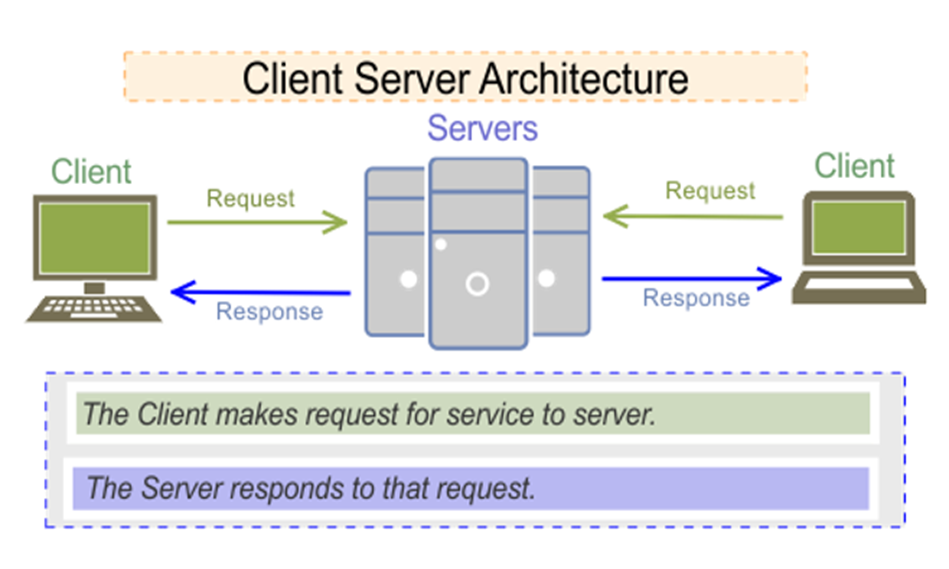 Client Server Architecture
Servers
Client
Client
Request
Request
Response
Response
The Client makes request for service to server.
The Server responds to that request.